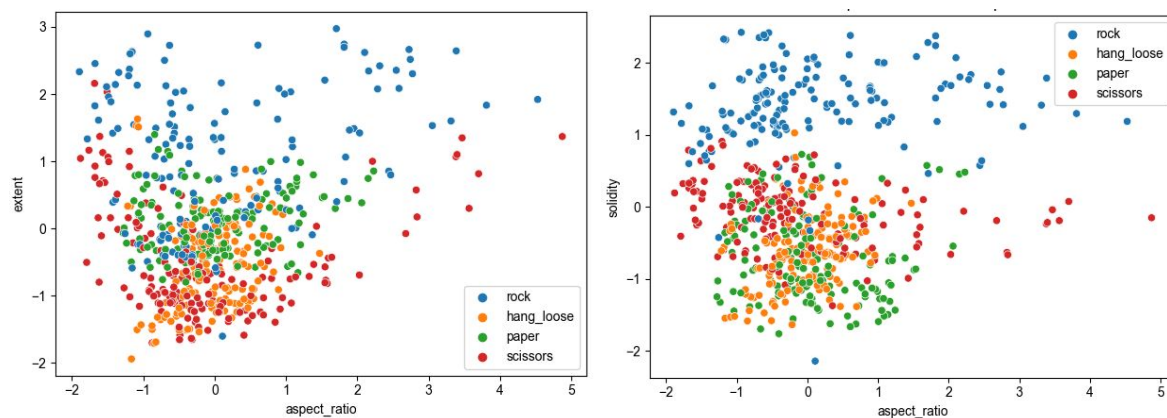 3
2
1
0
−1
−2
extent
−2
−1
0
1
2
3
4
5
aspect_ratio
rock
hang_loose
paper
scissors
2
1
0
−1
−2
solidity
−2
−1
0
1
2
3
4
5
aspect_ratio
rock
hang_loose
paper
scissors